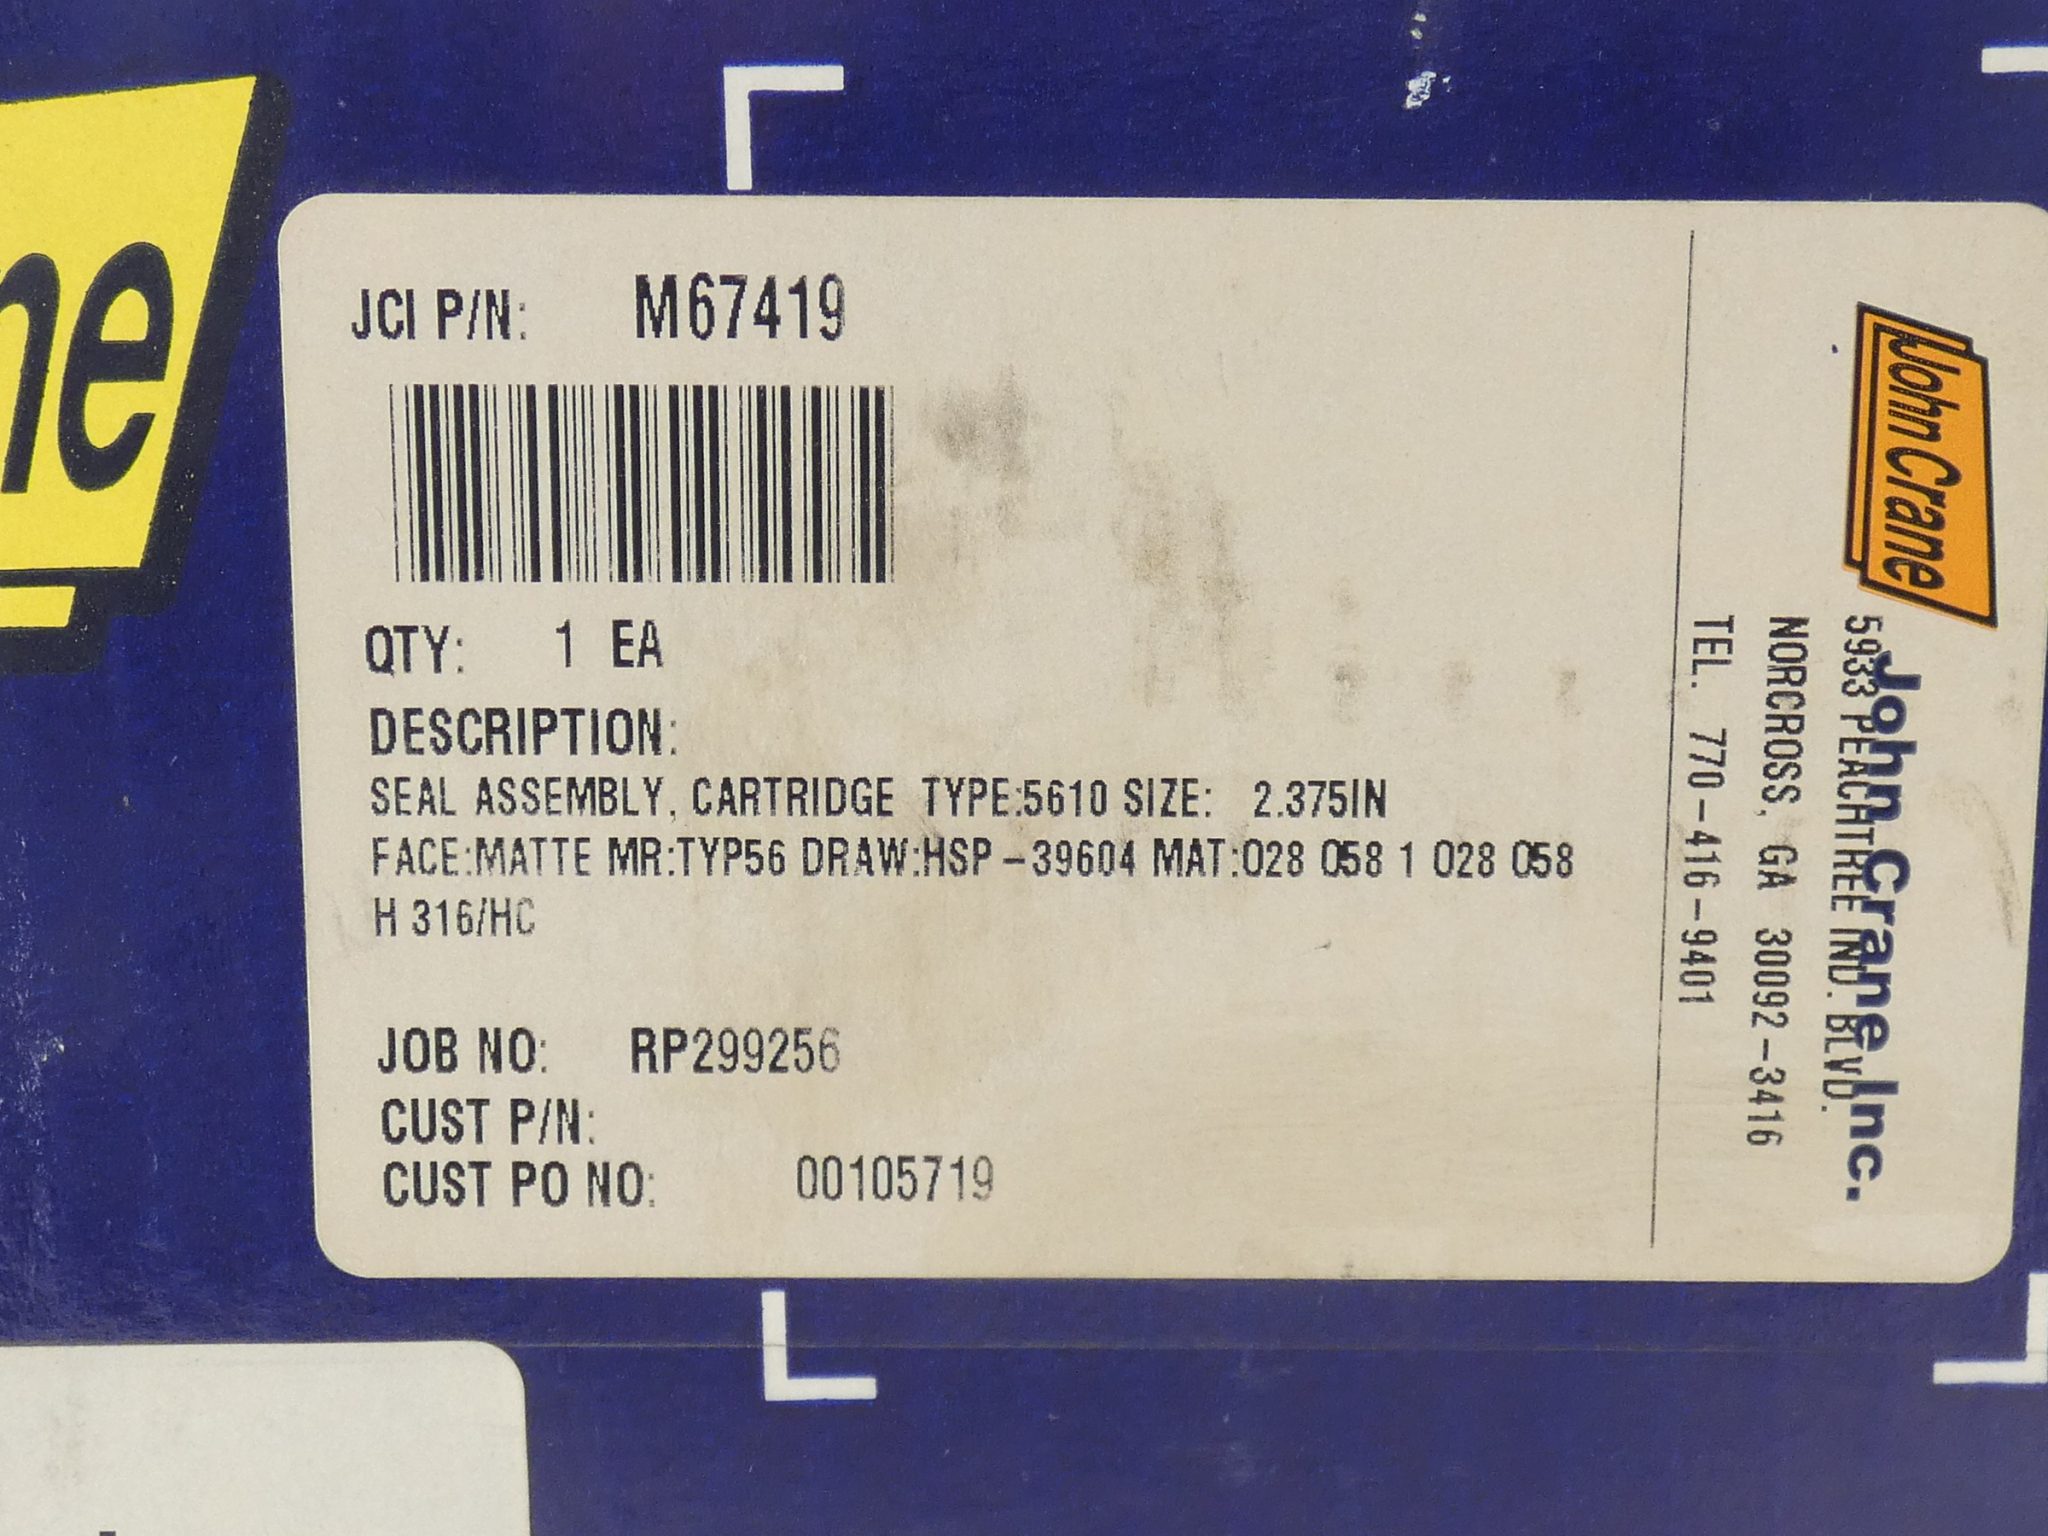 ne
JCI P/N: M67419
QTY: 1 EA
DESCRIPTION:
SEAL ASSEMBLY, CARTRIDGE TYPE:5610 SIZE: 2.375IN
FACE:MATTE MR:TYP56 DRAW:HSP-39604 MAT:028 058 1 028 058
H 316/HC
JOB NO: RP299256
CUST P/N:
CUST PO NO: 00105719
John Crane
John Crane Inc.
5933 PEACHTREE IND. BLVD.
NORCROSS, GA 30092-3416
TEL. 770-416-9401